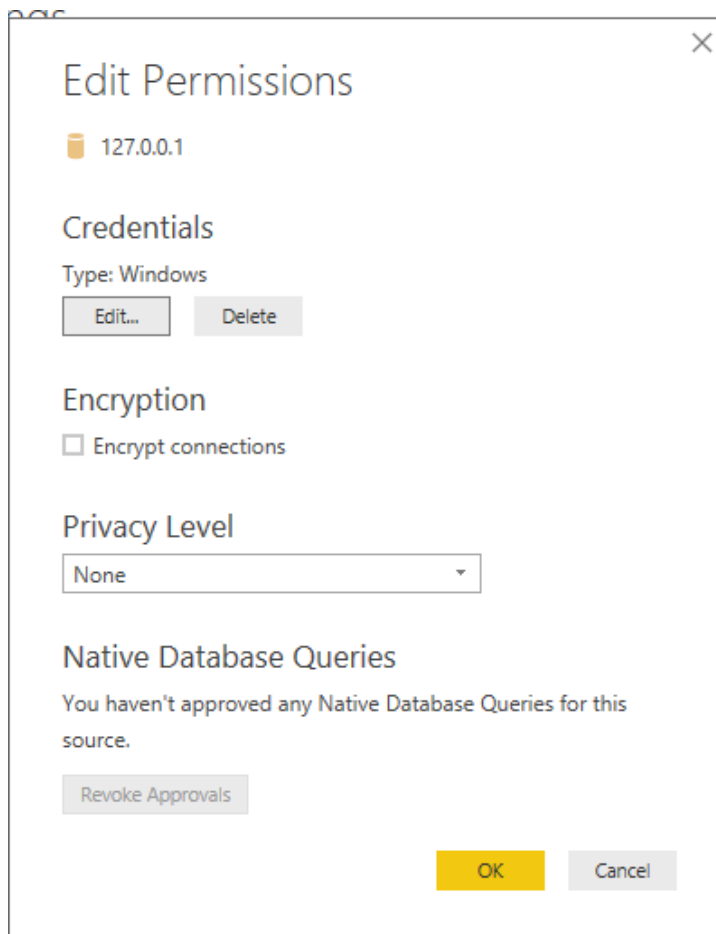 Edit Permissions
127.0.0.1
Credentials
Type: Windows
Edit...
Delete
Encryption
Encrypt connections
Privacy Level
None
Native Database Queries
You haven't approved any Native Database Queries for this
source.
Revoke Approvals
OK
Cancel